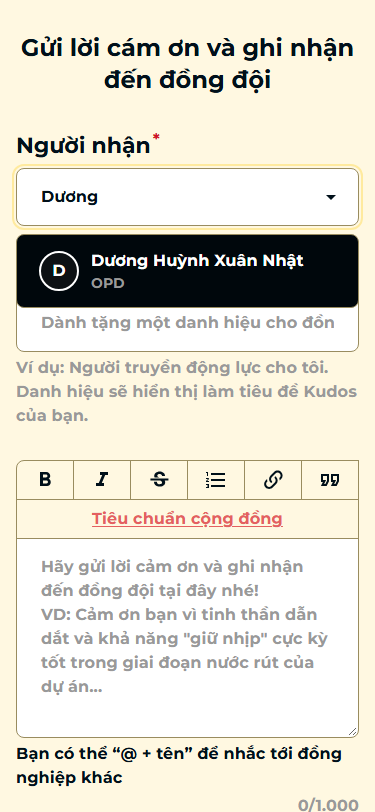 Gửi lời cám ơn và ghi nhận
đến đồng đội
Người nhận*
Dương
D
Dương Huỳnh Xuân Nhật
OPD
Dành tặng một danh hiệu cho đồn
Ví dụ: Người truyền động lực cho tôi.
Danh hiệu sẽ hiển thị làm tiêu đề Kudos
của bạn.
B I S
Tiêu chuẩn cộng đồng
Hãy gửi lời cảm ơn và ghi nhận
đến đồng đội tại đây nhé!
VD: Cảm ơn bạn vì tinh thần dẫn
dắt và khả năng "giữ nhịp" cực kỳ
tốt trong giai đoạn nước rút của
dự án...
Bạn có thể “@ + tên” để nhắc tới đồng
nghiệp khác
0/1.000